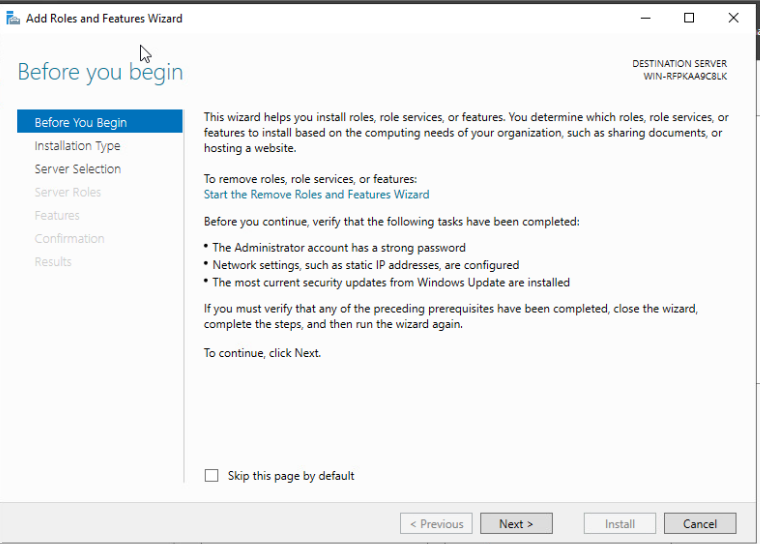 Add Roles and Features Wizard
Before you begin
DESTINATION SERVER
WIN-RFPKAA9C8LK
Before You Begin
Installation Type
Server Selection
Server Roles
Features
Confirmation
Results
This wizard helps you install roles, role services, or features. You determine which roles, role services, or
features to install based on the computing needs of your organization, such as sharing documents, or
hosting a website.
To remove roles, role services, or features:
Start the Remove Roles and Features Wizard
Before you continue, verify that the following tasks have been completed:
• The Administrator account has a strong password
• Network settings, such as static IP addresses, are configured
• The most current security updates from Windows Update are installed
If you must verify that any of the preceding prerequisites have been completed, close the wizard,
complete the steps, and then run the wizard again.
To continue, click Next.
Skip this page by default
< Previous
Next >
Install
Cancel